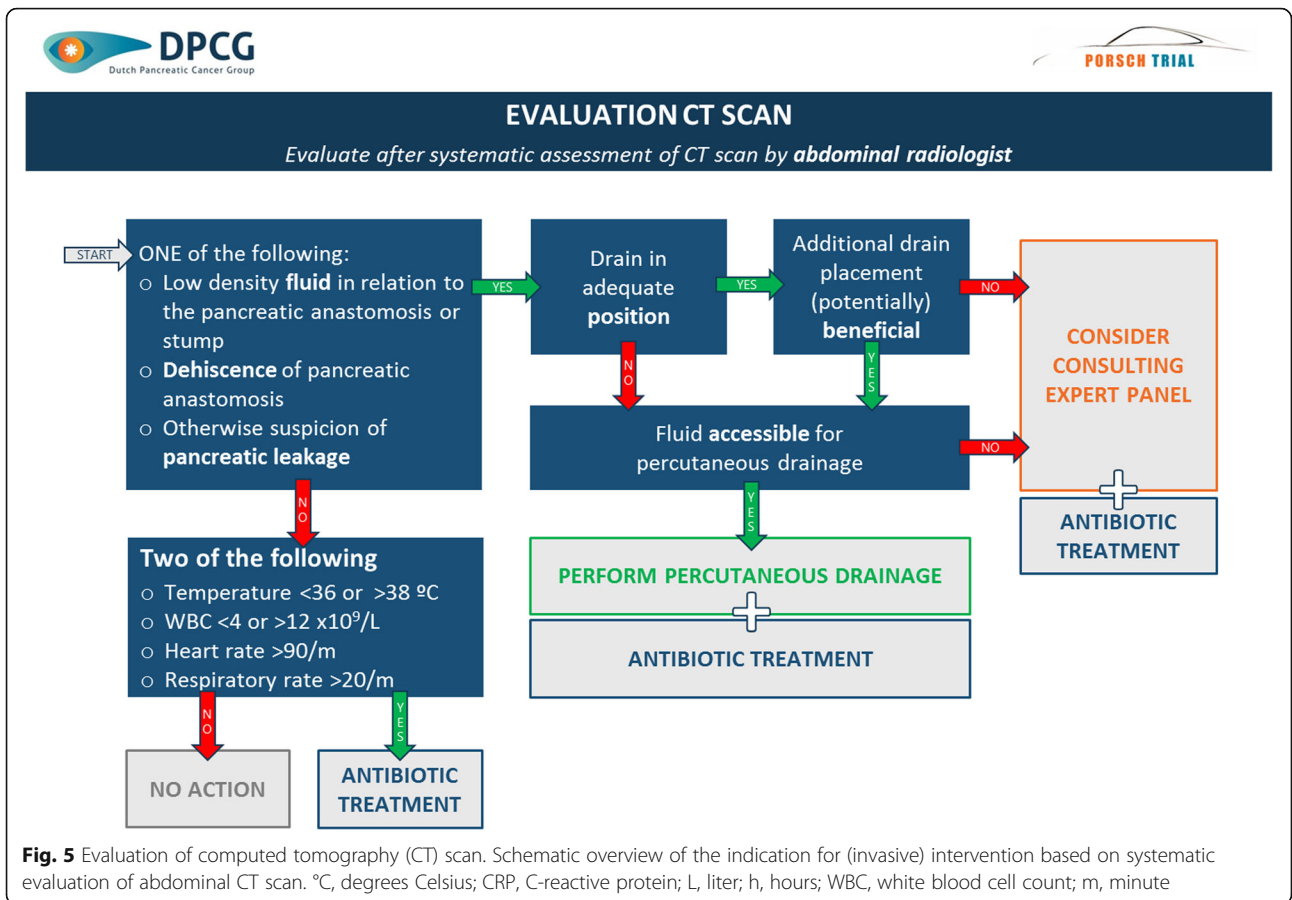 DPCG
Dutch Pancreatic Cancer Group
PORSCH TRIAL
EVALUATION CT SCAN
Evaluate after systematic assessment of CT scan by abdominal radiologist
START
ONE of the following:
○ Low density fluid in relation to
the pancreatic anastomosis or
stump
○ Dehiscence of pancreatic
anastomosis
○ Otherwise suspicion of
pancreatic leakage
YES
Drain in
adequate
position
YES
Additional drain
placement
(potentially)
beneficial
NO
CONSIDER
CONSULTING
EXPERT PANEL
NO
YES
Fluid accessible for
percutaneous drainage
NO
ANTIBIOTIC
TREATMENT
NO
YES
Two of the following
○ Temperature <36 or >38 ºC
○ WBC <4 or >12 x10⁹/L
○ Heart rate >90/m
○ Respiratory rate >20/m
PERFORM PERCUTANEOUS DRAINAGE
ANTIBIOTIC TREATMENT
NO
YES
NO ACTION
ANTIBIOTIC
TREATMENT
Fig. 5 Evaluation of computed tomography (CT) scan. Schematic overview of the indication for (invasive) intervention based on systematic
evaluation of abdominal CT scan. °C, degrees Celsius; CRP, C-reactive protein; L, liter; h, hours; WBC, white blood cell count; m, minute